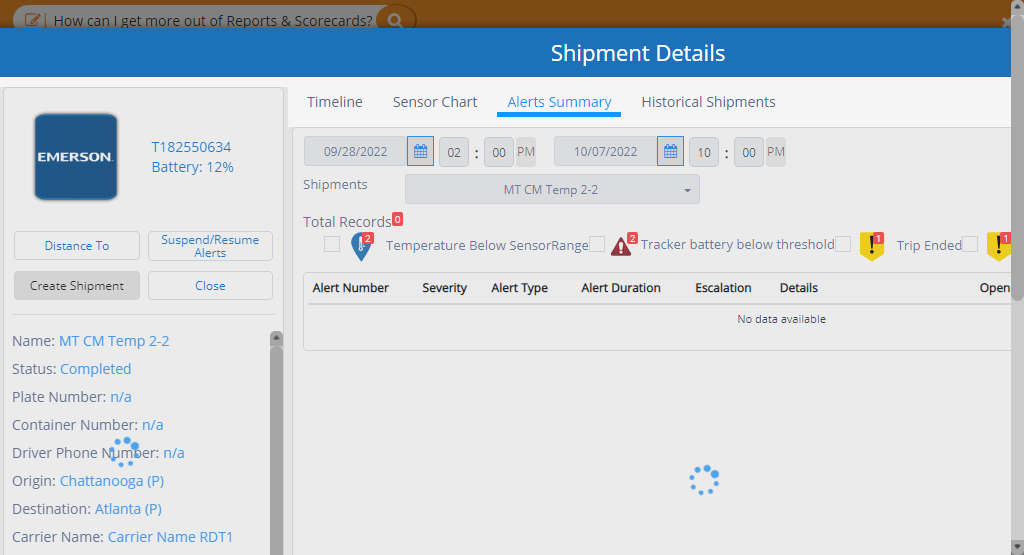 How can I get more out of Reports & Scorecards?
Shipment Details
EMERSON.
T182550634
Battery: 12%
Distance To
Suspend/Resume
Alerts
Create Shipment
Close
Name: MT CM Temp 2-2
Status: Completed
Plate Number: n/a
Container Number: n/a
Driver Phone Number: n/a
Origin: Chattanooga (P)
Destination: Atlanta (P)
Carrier Name: Carrier Name RDT1
Timeline Sensor Chart Alerts Summary Historical Shipments
09/28/2022 02 : 00 PM 10/07/2022 10 : 00 PM
Shipments MT CM Temp 2-2
Total Records 0
2 Temperature Below SensorRange 2 Tracker battery below threshold 1 Trip Ended 1
Alert Number Severity Alert Type Alert Duration Escalation Details Open
No data available